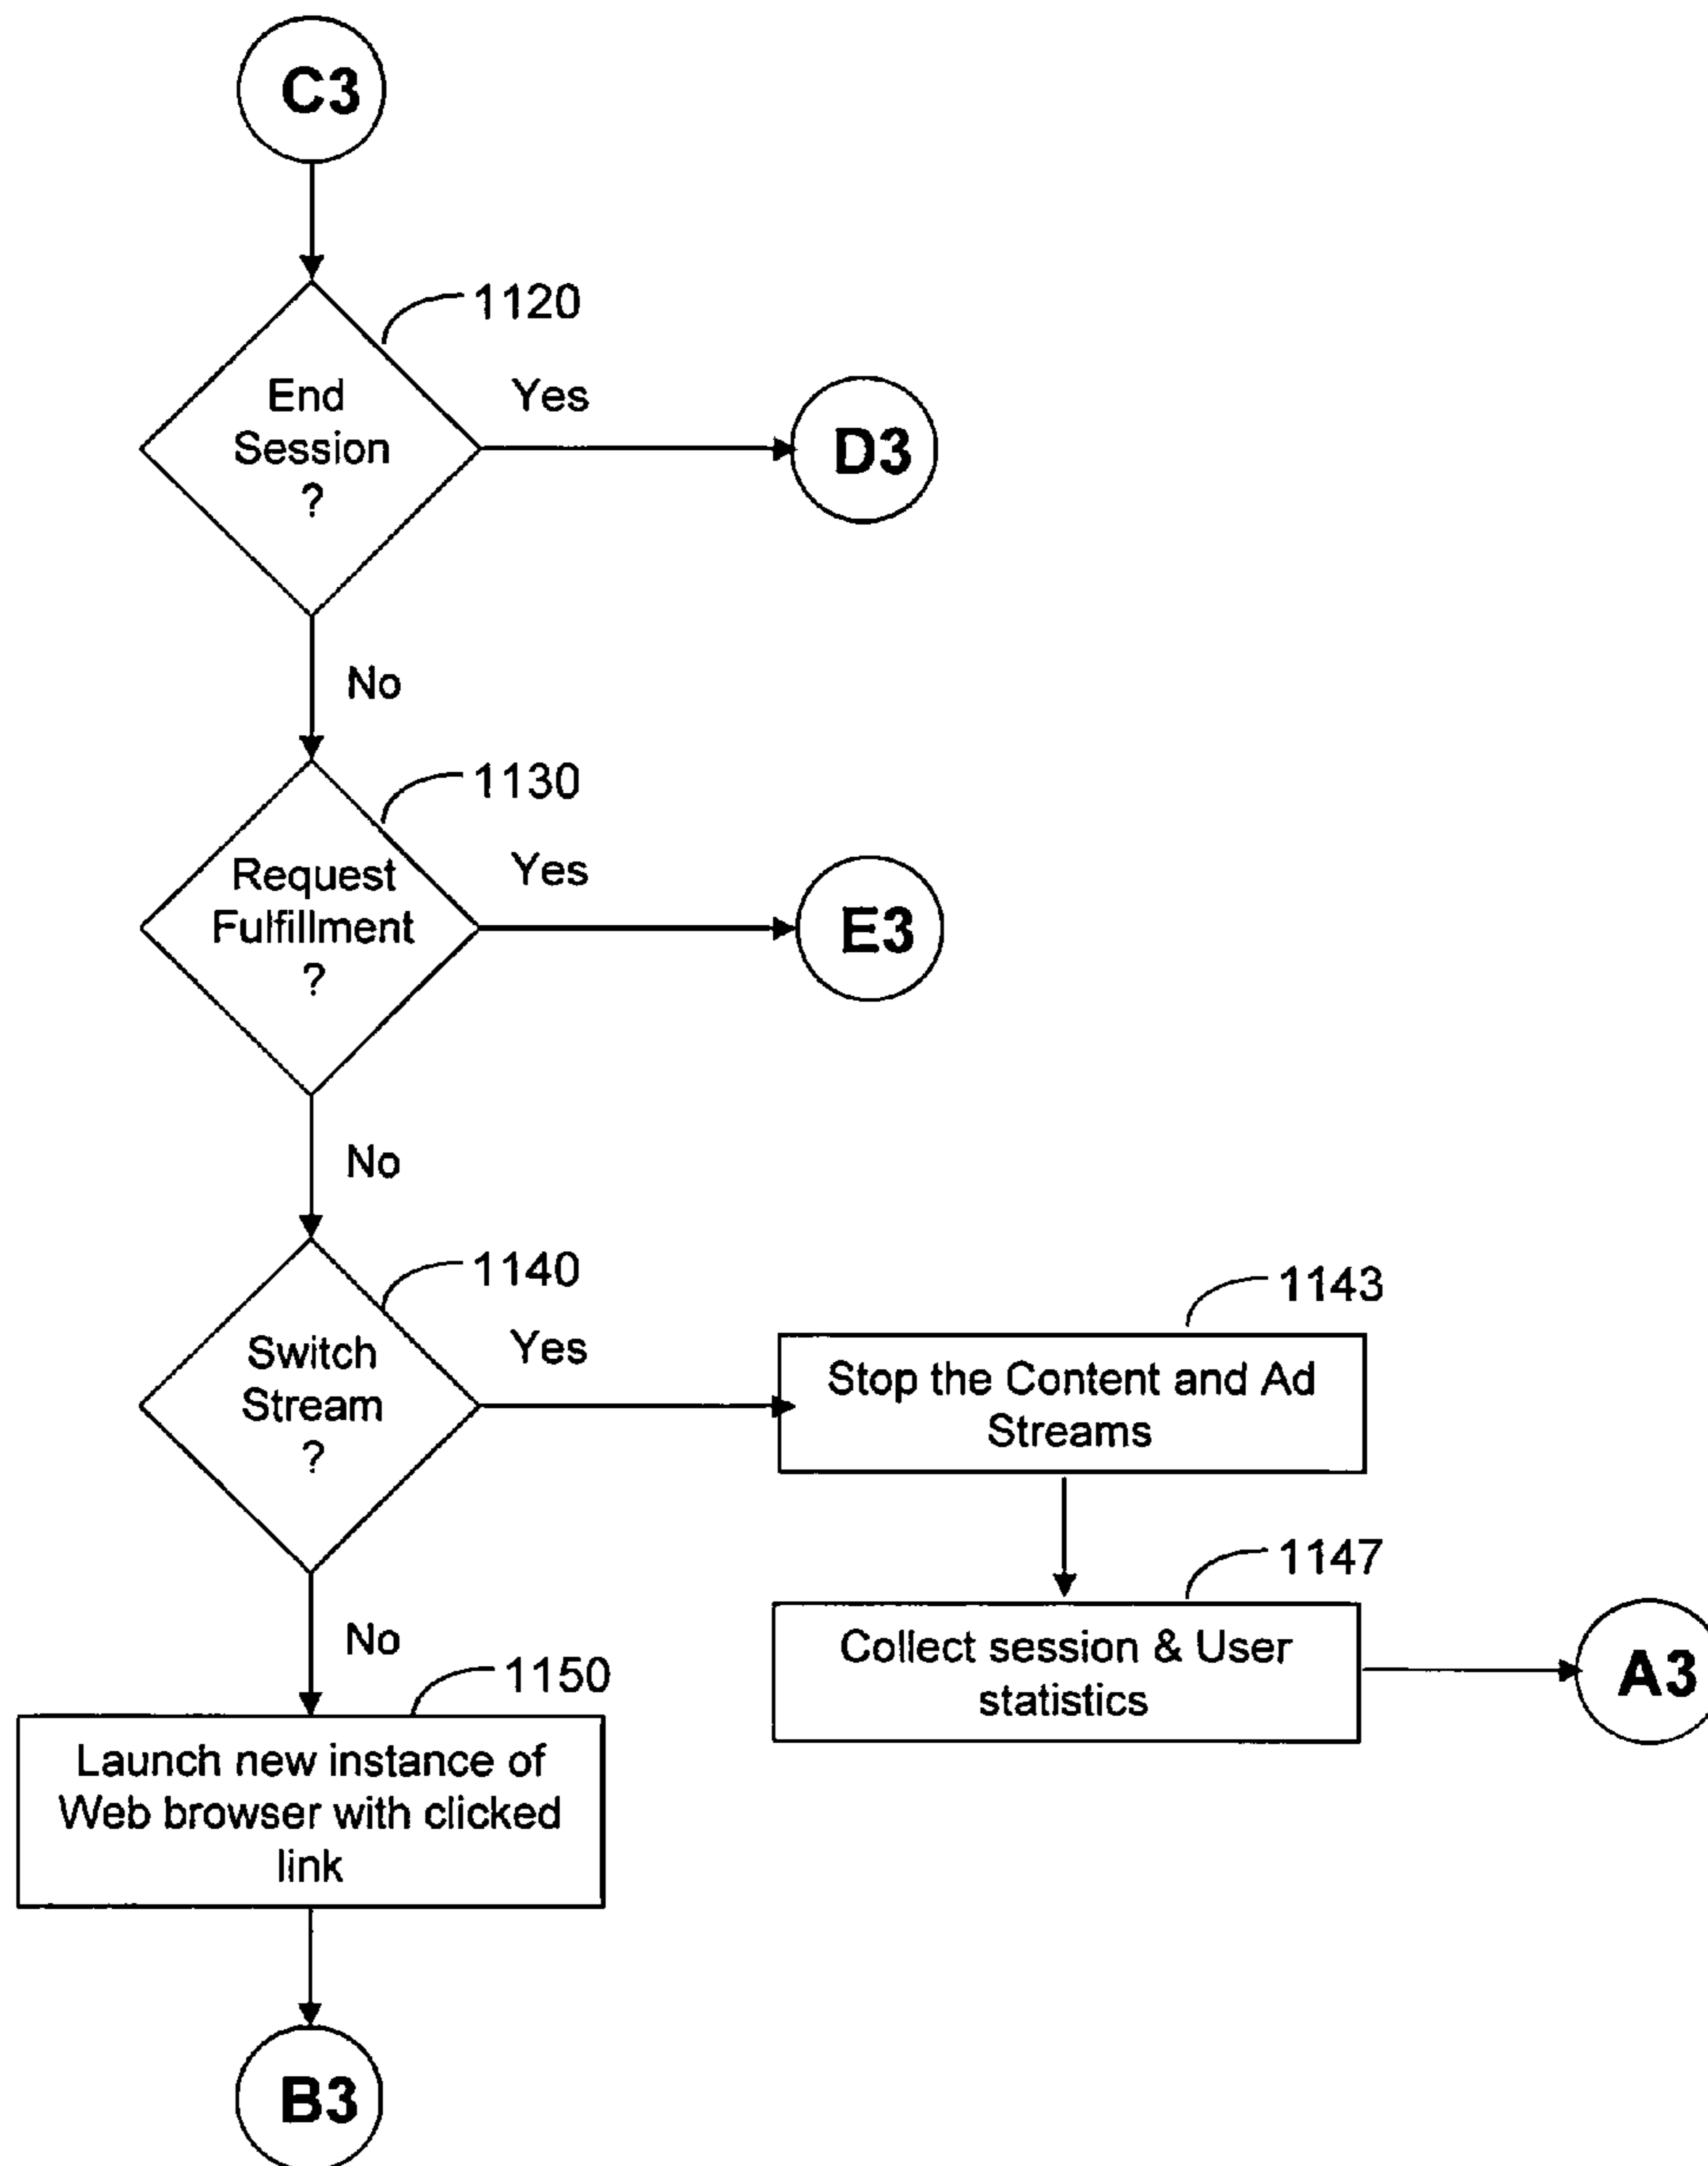 C3
1120
End
Session
?
Yes
D3
No
1130
Request
Fulfillment
?
Yes
E3
No
1140
Switch
Stream
?
Yes
1143
Stop the Content and Ad
Streams
1147
Collect session & User
statistics
A3
No
1150
Launch new instance of
Web browser with clicked
link
B3